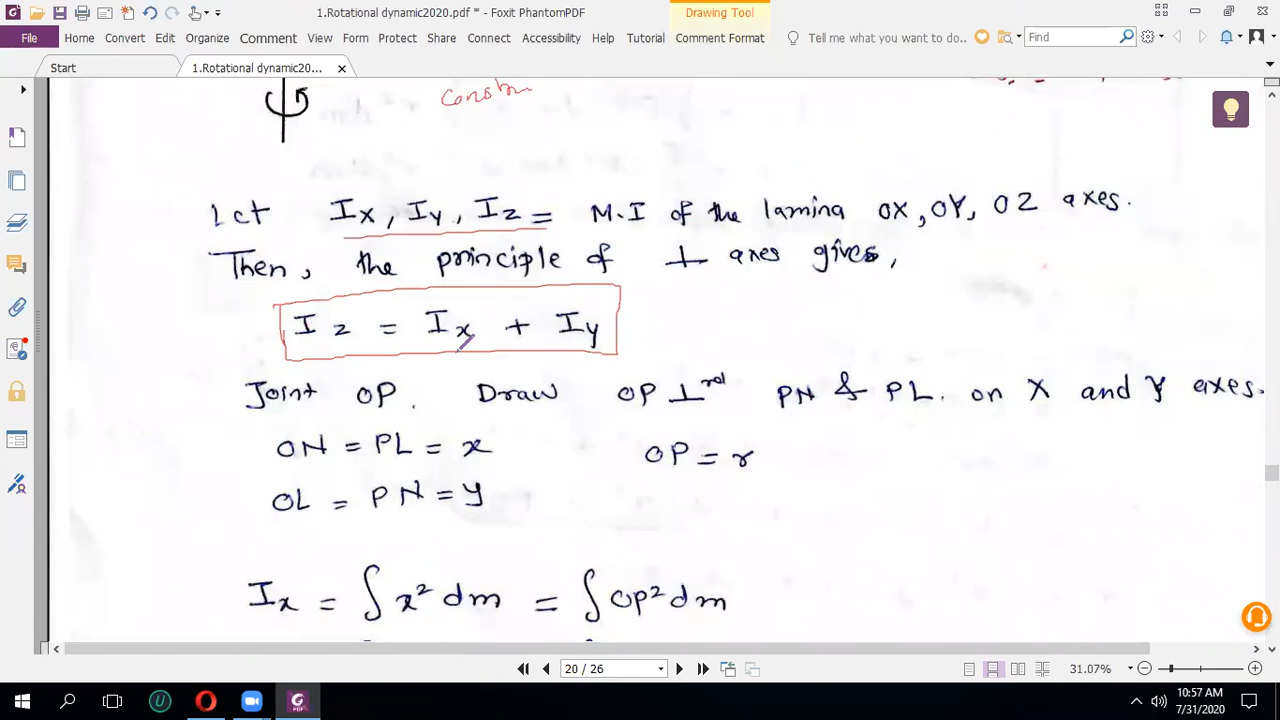 1.Rotational dynamic2020.pdf * - Foxit PhantomPDF
Drawing Tool
File Home Convert Edit Organize Comment View Form Protect Share Connect Accessibility Help Tutorial Comment Format Tell me what you want to do.. Find
Start 1.Rotational dynamic20...
Let Ix, Iy, Iz = M.I of the lamina OX, OY, OZ axes.
Then, the principle of ⊥ axes gives,
Iz = Ix + Iy
Joint OP. Draw OP ⊥ral PN & PL. on X and Y axes.
ON = PL = x OP = r
OL = PN = y
Ix = ∫ x² dm = ∫ OP² dm
20 / 26 31.07%
10:57 AM
7/31/2020